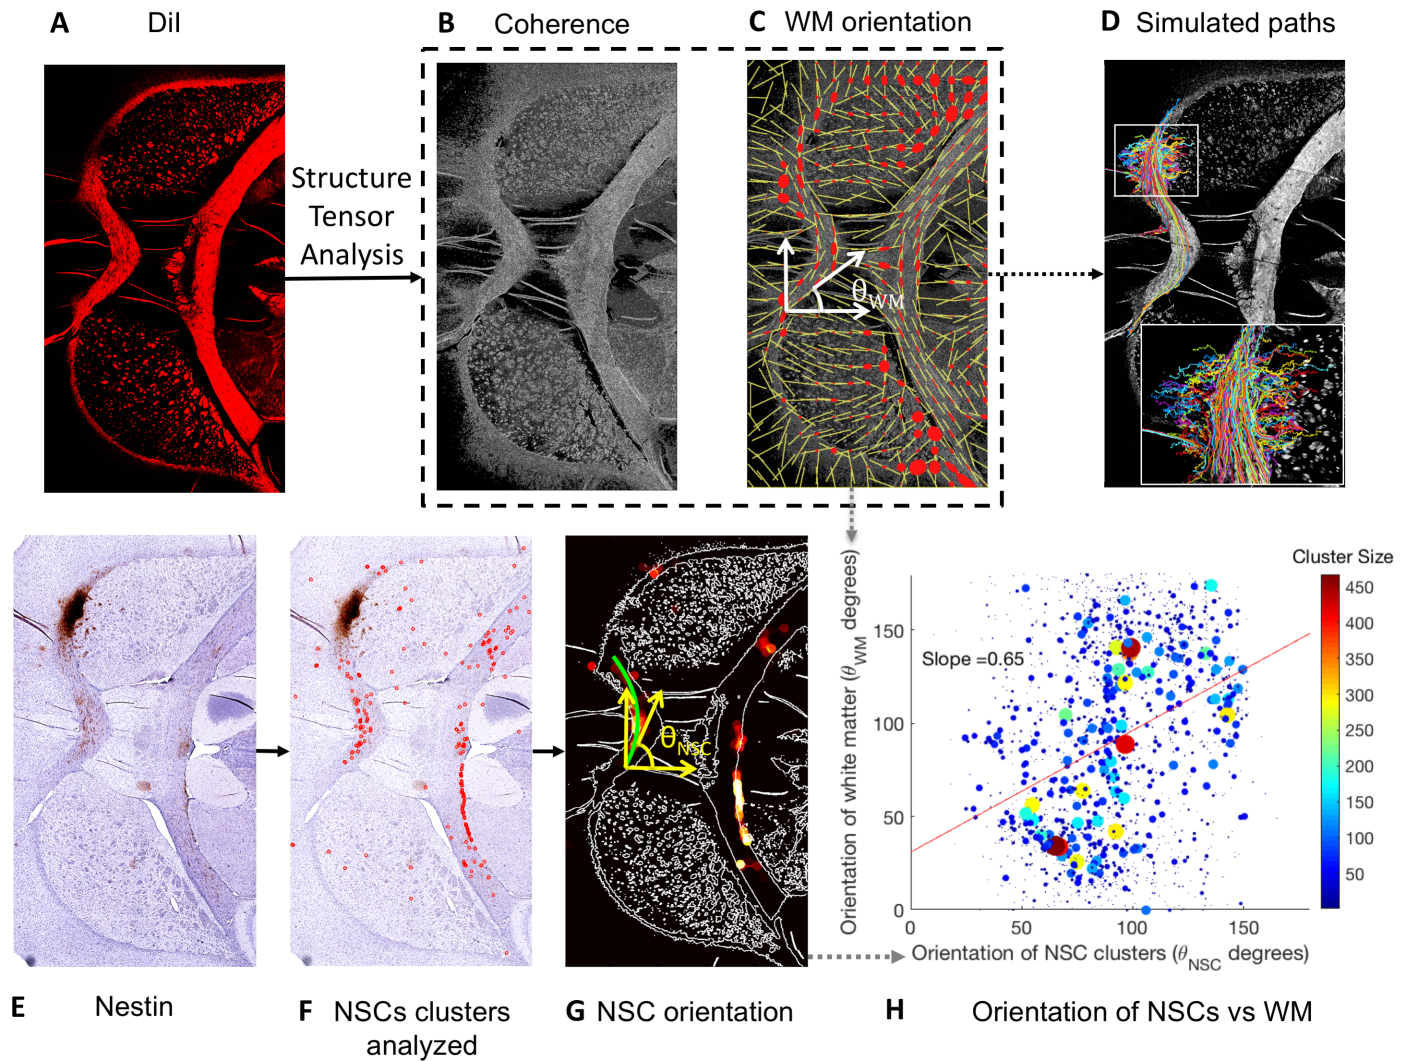 A DiI
B Coherence
C WM orientation
D Simulated paths
Structure
Tensor
Analysis
θWM
θNSC
Orientation of white matter (θWM degrees)
150
100
50
0
Slope =0.65
0 50 100 150
Orientation of NSC clusters (θNSC degrees)
Cluster Size
450
400
350
300
250
200
150
100
50
E Nestin
F NSCs clusters
analyzed
G NSC orientation
H Orientation of NSCs vs WM